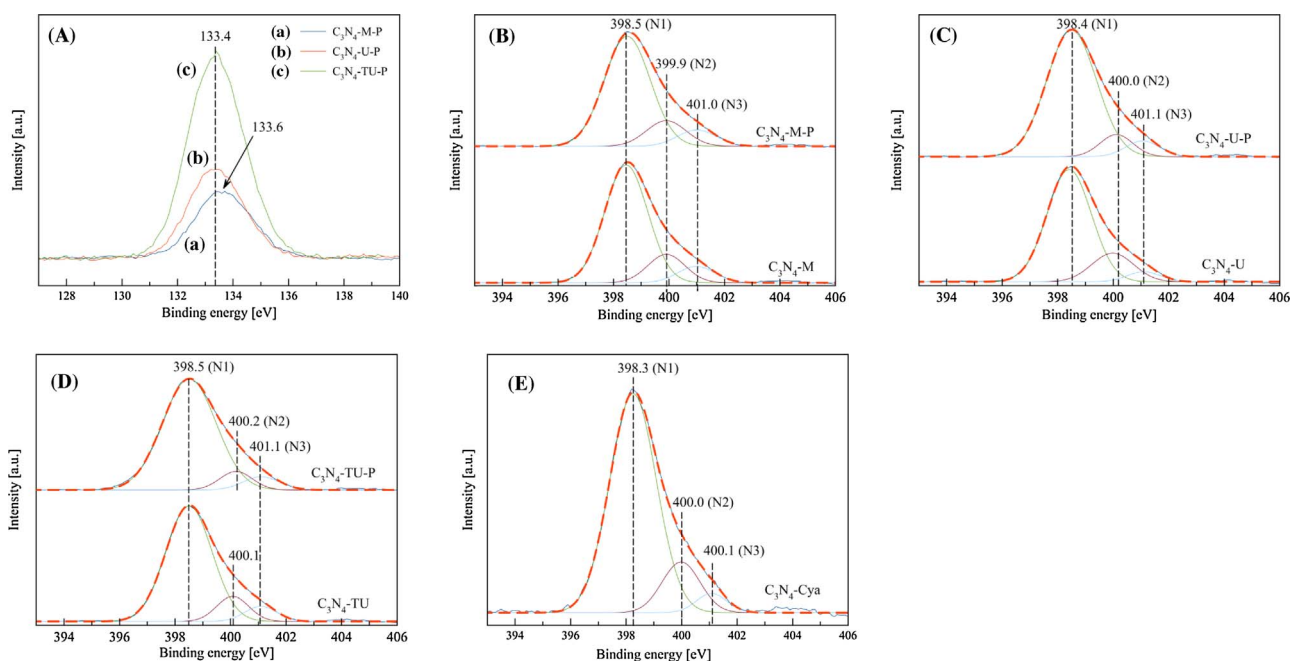 (A)
133.4
(a) C₃N₄-M-P
(b) C₃N₄-U-P
(c) C₃N₄-TU-P
(c)
133.6
(b)
(a)
Intensity [a.u.]
128 130 132 134 136 138 140
Binding energy [eV]
(B)
398.5 (N1)
399.9 (N2)
401.0 (N3)
C₃N₄-M-P
C₃N₄-M
Intensity [a.u.]
394 396 398 400 402 404 406
Binding energy [eV]
(C)
398.4 (N1)
400.0 (N2)
401.1 (N3)
C₃N₄-U-P
C₃N₄-U
Intensity [a.u.]
394 396 398 400 402 404 406
Binding energy [eV]
(D)
398.5 (N1)
400.2 (N2)
401.1 (N3)
C₃N₄-TU-P
400.1
C₃N₄-TU
Intensity [a.u.]
394 396 398 400 402 404 406
Binding energy [eV]
(E)
398.3 (N1)
400.0 (N2)
400.1 (N3)
C₃N₄-Cya
Intensity [a.u.]
394 396 398 400 402 404 406
Binding energy [eV]